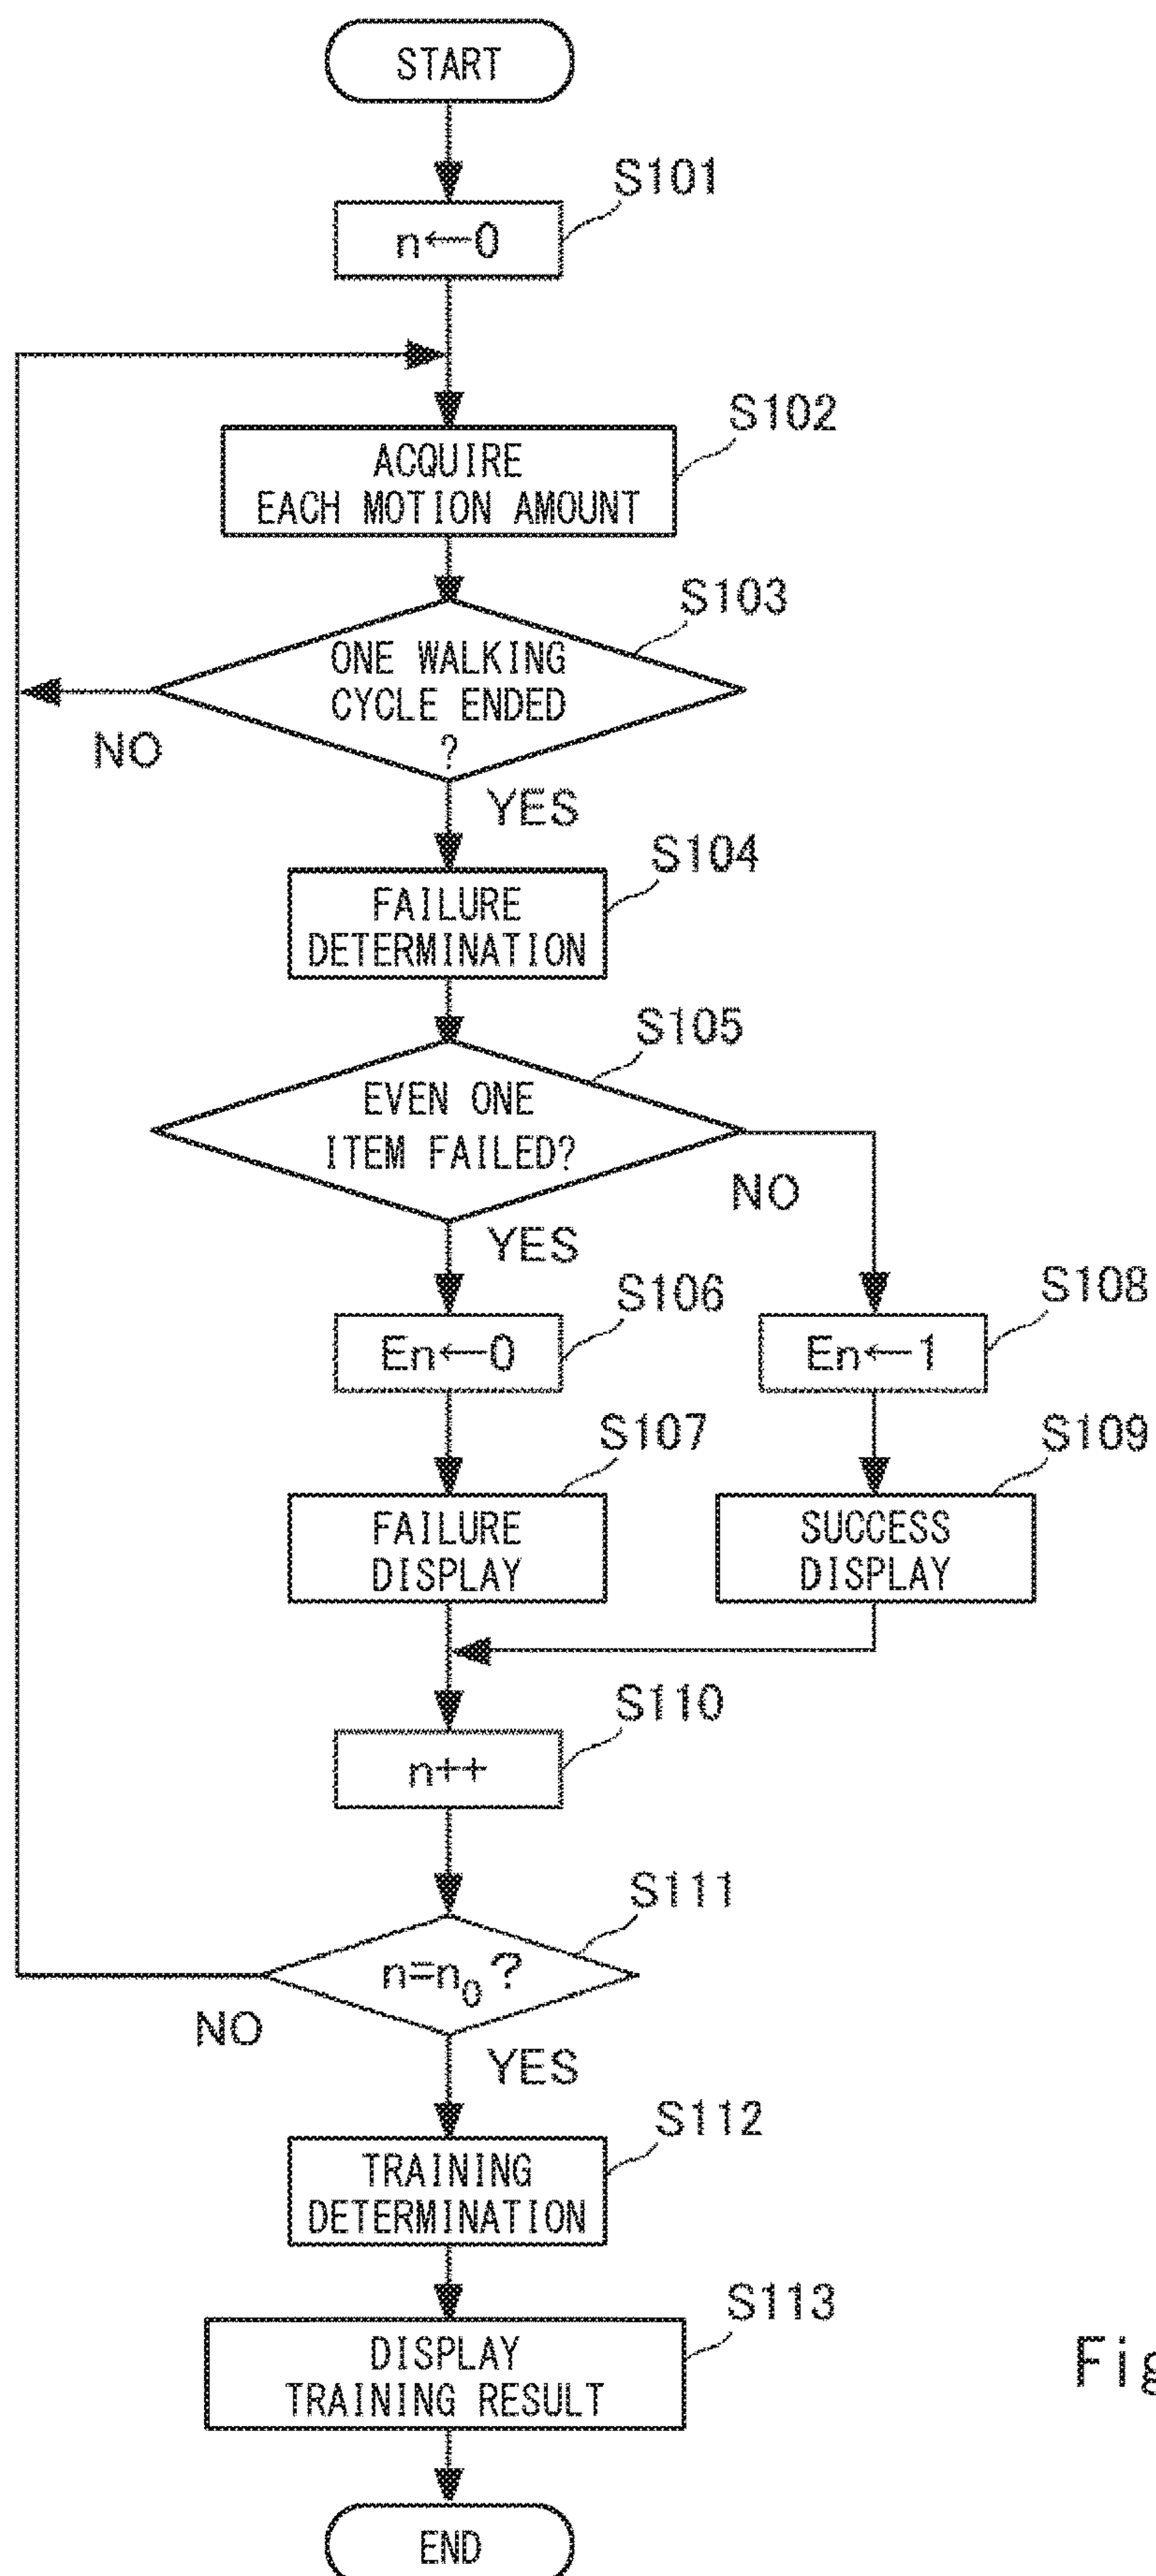 START
S101
n←0
S102
ACQUIRE
EACH MOTION AMOUNT
S103
ONE WALKING
CYCLE ENDED
?
NO
YES
S104
FAILURE
DETERMINATION
S105
EVEN ONE
ITEM FAILED?
NO
YES
S106
S108
En←0
En←1
S107
S109
FAILURE
DISPLAY
SUCCESS
DISPLAY
S110
n++
S111
n=n₀?
NO
YES
S112
TRAINING
DETERMINATION
S113
DISPLAY
TRAINING RESULT
Fig
END